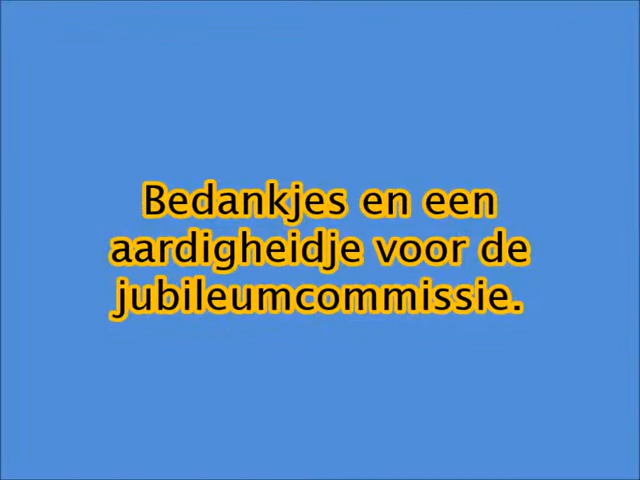 Bedankjes en een
aardigheidje voor de
jubileumcommissie.